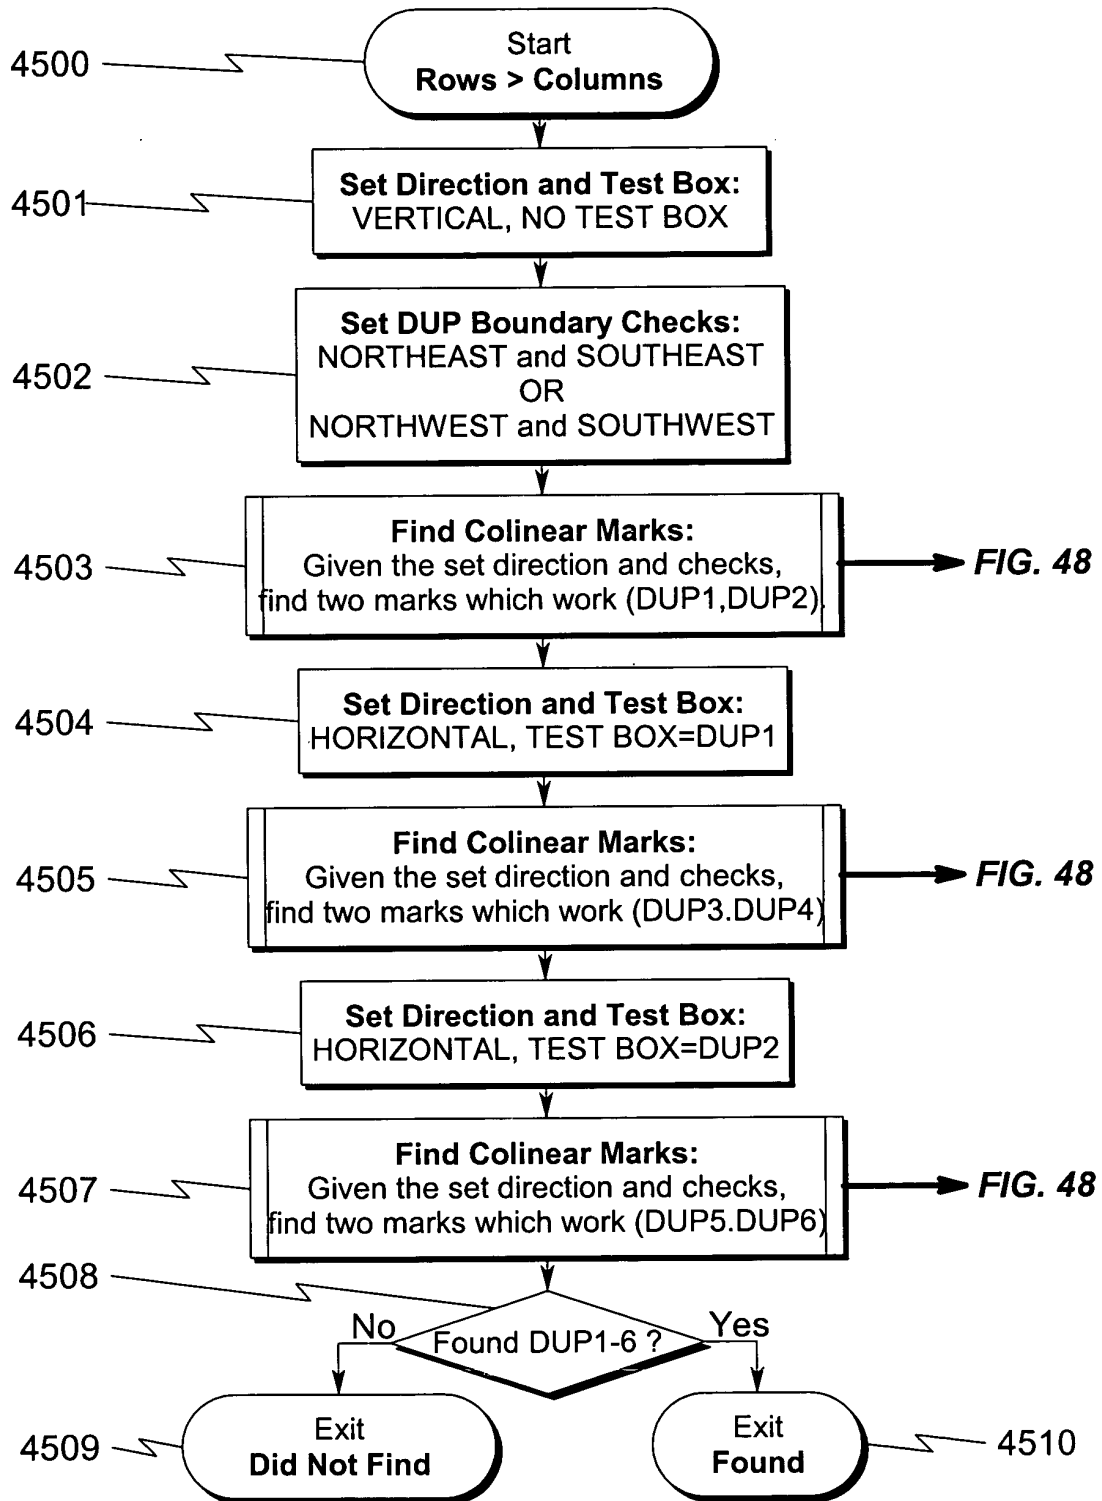 Start
Rows > Columns
4500
Set Direction and Test Box:
VERTICAL, NO TEST BOX
4501
Set DUP Boundary Checks:
NORTHEAST and SOUTHEAST
OR
NORTHWEST and SOUTHWEST
4502
Find Colinear Marks:
Given the set direction and checks,
find two marks which work (DUP1,DUP2).
4503
FIG. 48
Set Direction and Test Box:
HORIZONTAL, TEST BOX=DUP1
4504
Find Colinear Marks:
Given the set direction and checks,
find two marks which work (DUP3.DUP4)
4505
FIG. 48
Set Direction and Test Box:
HORIZONTAL, TEST BOX=DUP2
4506
Find Colinear Marks:
Given the set direction and checks,
find two marks which work (DUP5.DUP6)
4507
FIG. 48
4508
No
Found DUP1-6 ?
Yes
4509
Exit
Did Not Find
Exit
Found
4510